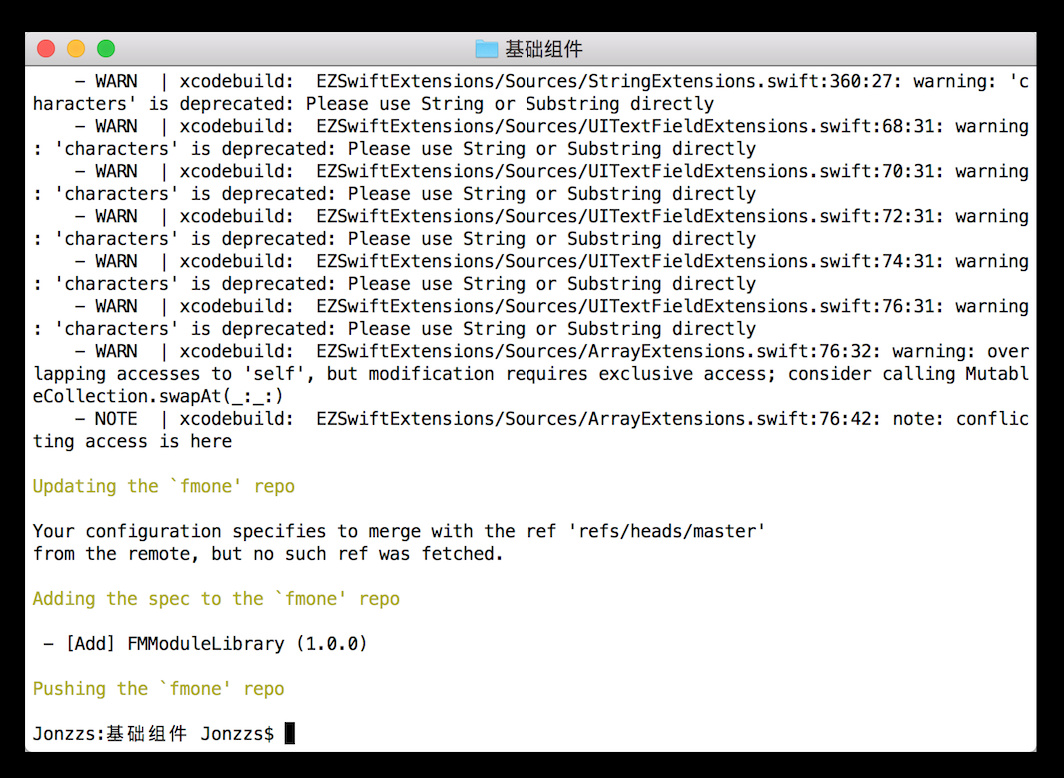 基础组件
- WARN | xcodebuild: EZSwiftExtensions/Sources/StringExtensions.swift:360:27: warning: 'c
haracters' is deprecated: Please use String or Substring directly
- WARN | xcodebuild: EZSwiftExtensions/Sources/UITextFieldExtensions.swift:68:31: warning
: 'characters' is deprecated: Please use String or Substring directly
- WARN | xcodebuild: EZSwiftExtensions/Sources/UITextFieldExtensions.swift:70:31: warning
: 'characters' is deprecated: Please use String or Substring directly
- WARN | xcodebuild: EZSwiftExtensions/Sources/UITextFieldExtensions.swift:72:31: warning
: 'characters' is deprecated: Please use String or Substring directly
- WARN | xcodebuild: EZSwiftExtensions/Sources/UITextFieldExtensions.swift:74:31: warning
: 'characters' is deprecated: Please use String or Substring directly
- WARN | xcodebuild: EZSwiftExtensions/Sources/UITextFieldExtensions.swift:76:31: warning
: 'characters' is deprecated: Please use String or Substring directly
- WARN | xcodebuild: EZSwiftExtensions/Sources/ArrayExtensions.swift:76:32: warning: over
lapping accesses to 'self', but modification requires exclusive access; consider calling Mutabl
eCollection.swapAt(_:_:)
- NOTE | xcodebuild: EZSwiftExtensions/Sources/ArrayExtensions.swift:76:42: note: conflic
ting access is here
Updating the `fmone' repo
Your configuration specifies to merge with the ref 'refs/heads/master'
from the remote, but no such ref was fetched.
Adding the spec to the `fmone' repo
- [Add] FMModuleLibrary (1.0.0)
Pushing the `fmone' repo
Jonzzs:基础组件 Jonzzs$